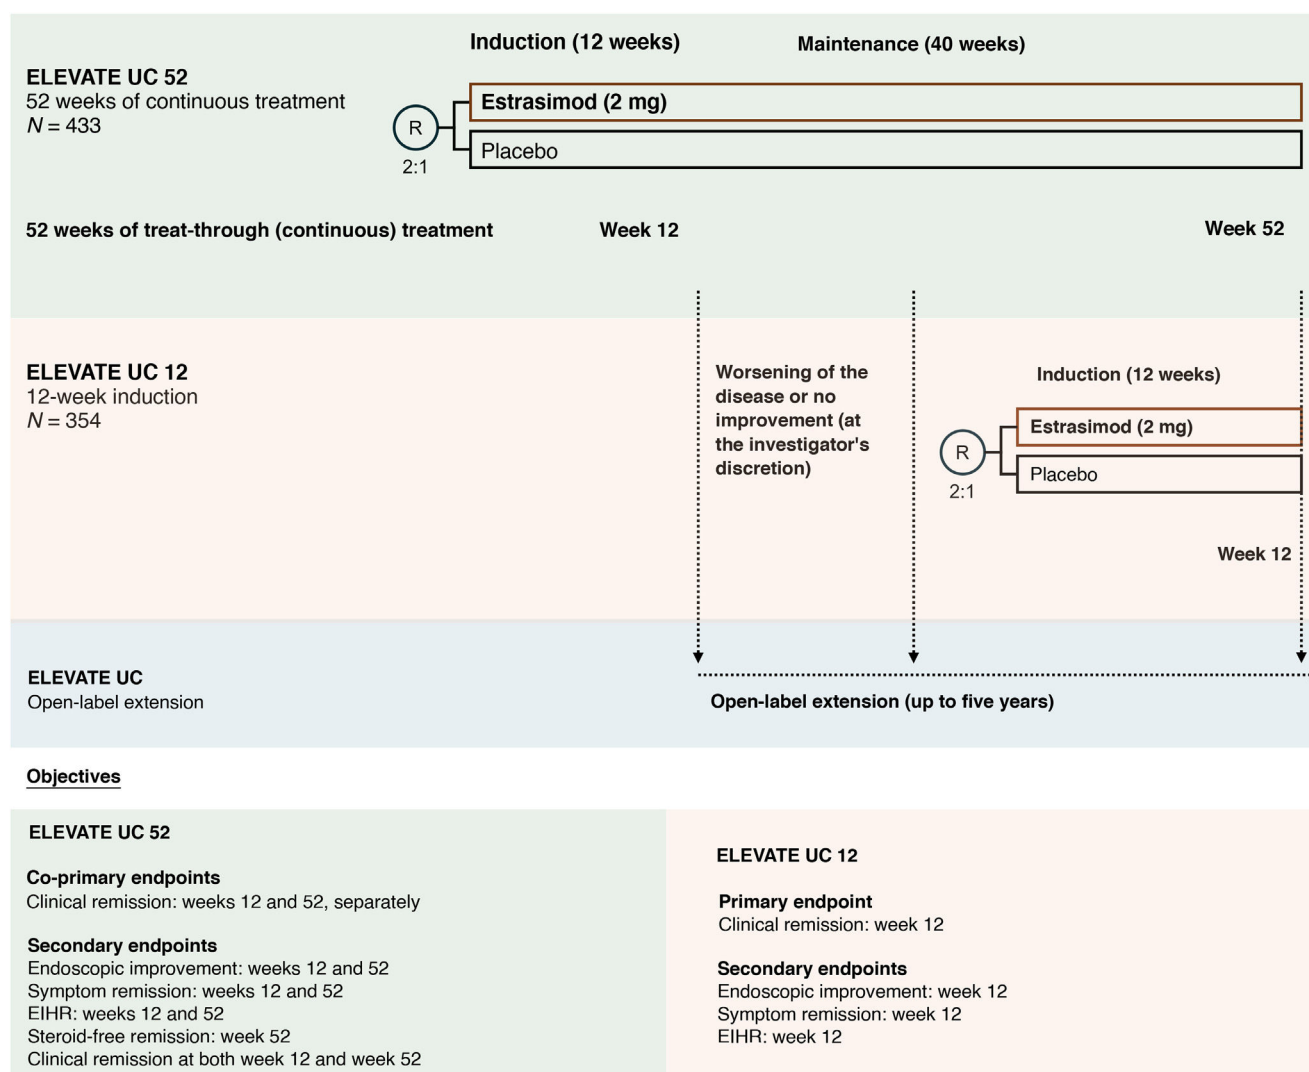 Induction (12 weeks)
Maintenance (40 weeks)
ELEVATE UC 52
52 weeks of continuous treatment
N = 433
R
2:1
Estrasimod (2 mg)
Placebo
52 weeks of treat-through (continuous) treatment
Week 12
Week 52
ELEVATE UC 12
12-week induction
N = 354
Worsening of the
disease or no
improvement (at
the investigator's
discretion)
Induction (12 weeks)
R
2:1
Estrasimod (2 mg)
Placebo
Week 12
ELEVATE UC
Open-label extension
Open-label extension (up to five years)
Objectives
ELEVATE UC 52
Co-primary endpoints
Clinical remission: weeks 12 and 52, separately
Secondary endpoints
Endoscopic improvement: weeks 12 and 52
Symptom remission: weeks 12 and 52
EIHR: weeks 12 and 52
Steroid-free remission: week 52
Clinical remission at both week 12 and week 52
ELEVATE UC 12
Primary endpoint
Clinical remission: week 12
Secondary endpoints
Endoscopic improvement: week 12
Symptom remission: week 12
EIHR: week 12